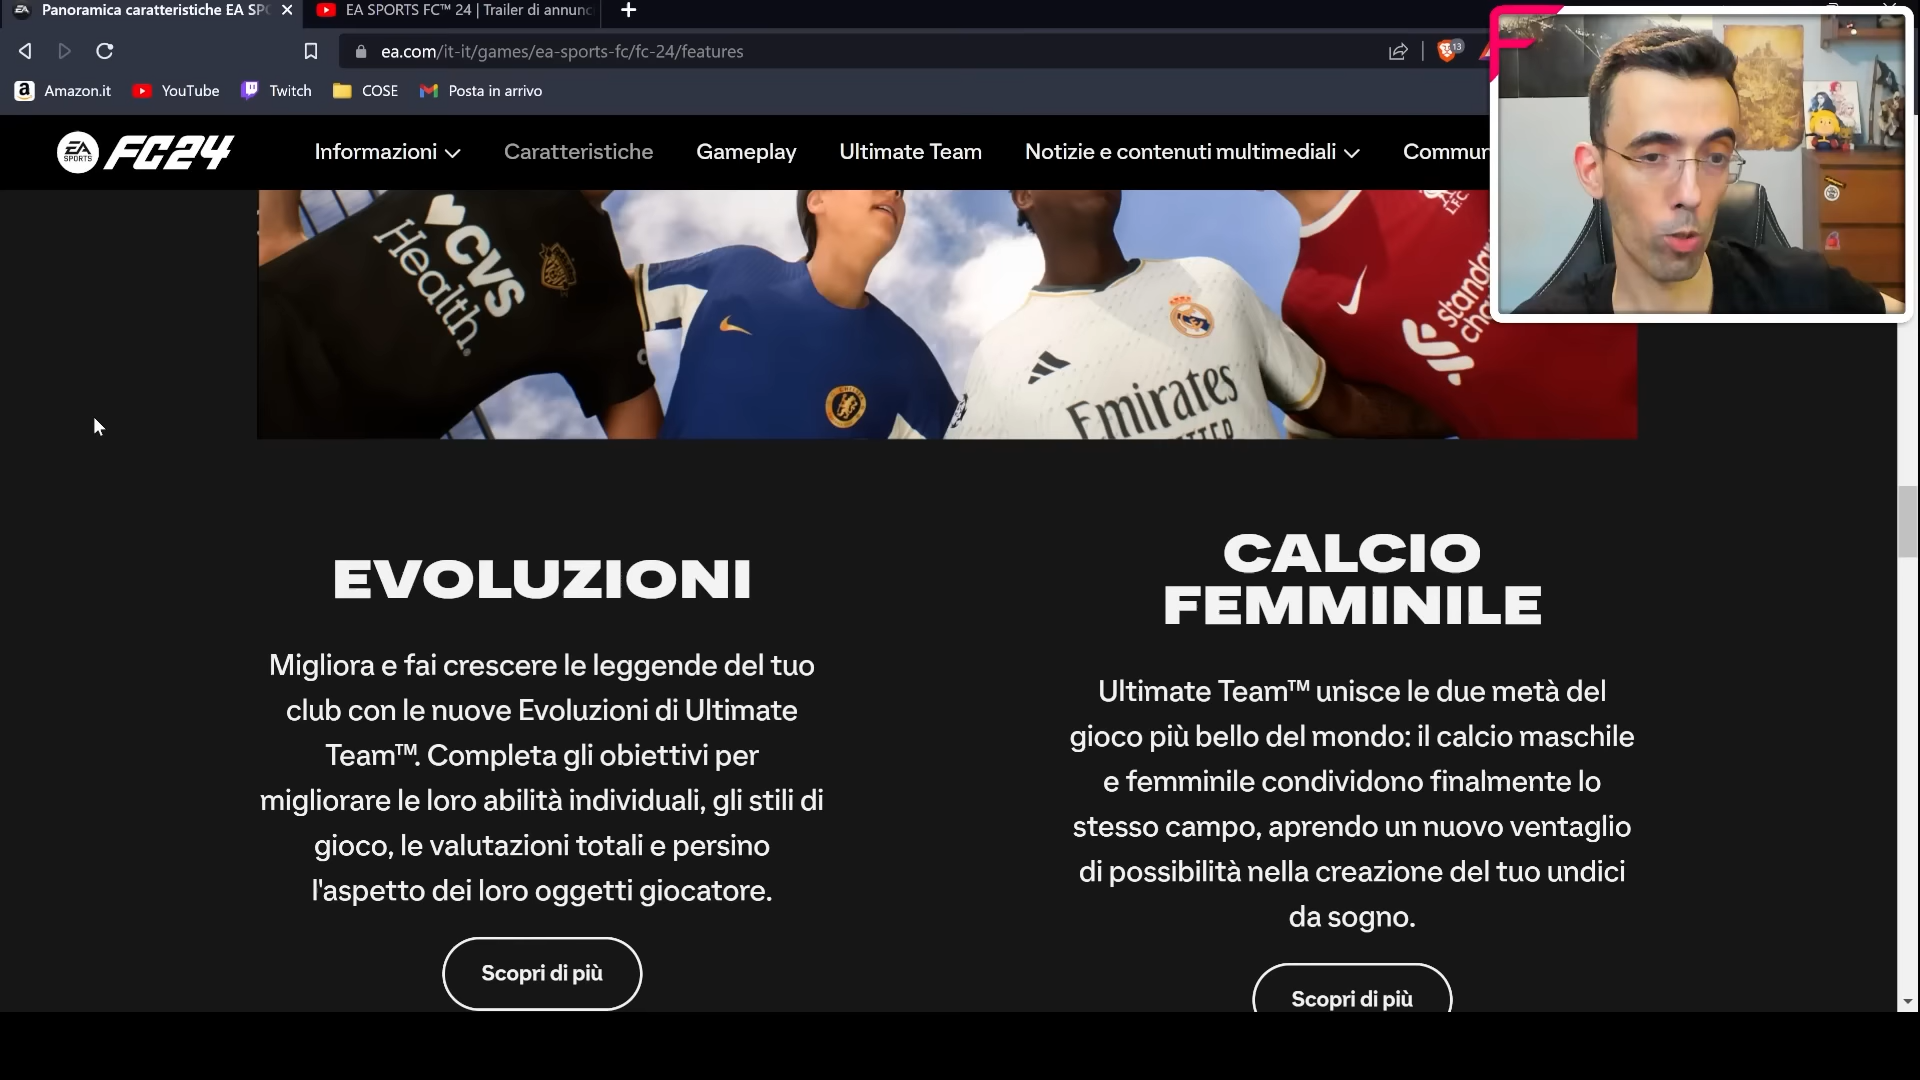 Panoramica caratteristiche EA SPO
EA SPORTS FC™ 24 | Trailer di annunc
ea.com/it-it/games/ea-sports-fc/fc-24/features
13
Amazon.it
YouTube
Twitch
COSE
Posta in arrivo
EA SPORTS FC24
Informazioni
Caratteristiche
Gameplay
Ultimate Team
Notizie e contenuti multimediali
Commun
CVS
Health
Emirates
EVOLUZIONI
Migliora e fai crescere le leggende del tuo
club con le nuove Evoluzioni di Ultimate
Team™. Completa gli obiettivi per
migliorare le loro abilità individuali, gli stili di
gioco, le valutazioni totali e persino
l'aspetto dei loro oggetti giocatore.
Scopri di più
CALCIO
FEMMINILE
Ultimate Team™ unisce le due metà del
gioco più bello del mondo: il calcio maschile
e femminile condividono finalmente lo
stesso campo, aprendo un nuovo ventaglio
di possibilità nella creazione del tuo undici
da sogno.
Scopri di più